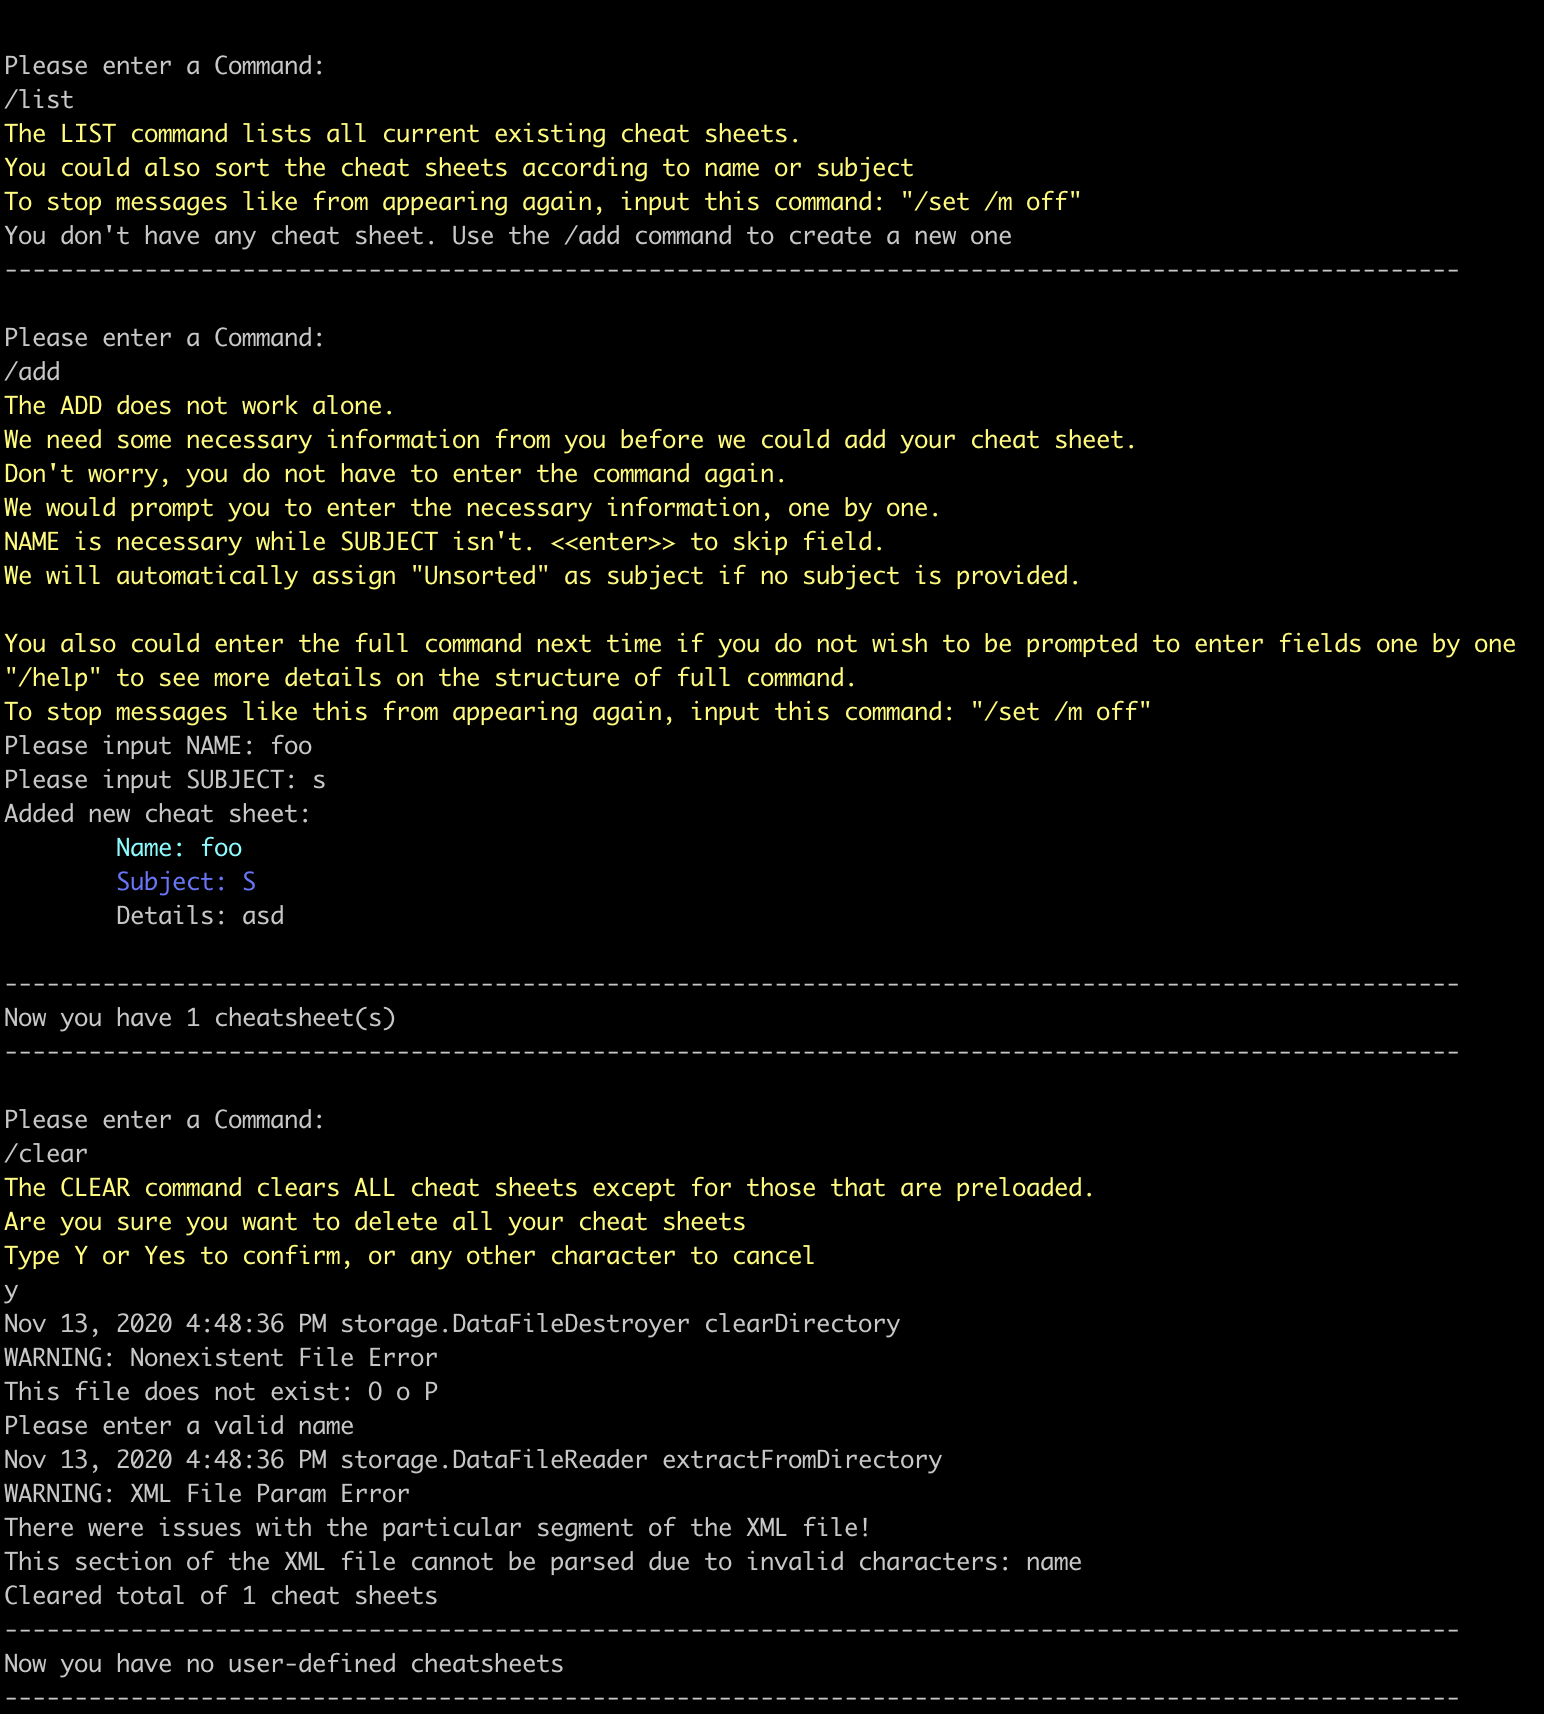 Please enter a Command:
/list
The LIST command lists all current existing cheat sheets.
You could also sort the cheat sheets according to name or subject
To stop messages like from appearing again, input this command: "/set /m off"
You don't have any cheat sheet. Use the /add command to create a new one
--------------------------------------------------------------------------------------------------------
Please enter a Command:
/add
The ADD does not work alone.
We need some necessary information from you before we could add your cheat sheet.
Don't worry, you do not have to enter the command again.
We would prompt you to enter the necessary information, one by one.
NAME is necessary while SUBJECT isn't. <<enter>> to skip field.
We will automatically assign "Unsorted" as subject if no subject is provided.
You also could enter the full command next time if you do not wish to be prompted to enter fields one by one
"/help" to see more details on the structure of full command.
To stop messages like this from appearing again, input this command: "/set /m off"
Please input NAME: foo
Please input SUBJECT: s
Added new cheat sheet:
Name: foo
Subject: S
Details: asd
--------------------------------------------------------------------------------------------------------
Now you have 1 cheatsheet(s)
--------------------------------------------------------------------------------------------------------
Please enter a Command:
/clear
The CLEAR command clears ALL cheat sheets except for those that are preloaded.
Are you sure you want to delete all your cheat sheets
Type Y or Yes to confirm, or any other character to cancel
y
Nov 13, 2020 4:48:36 PM storage.DataFileDestroyer clearDirectory
WARNING: Nonexistent File Error
This file does not exist: O o P
Please enter a valid name
Nov 13, 2020 4:48:36 PM storage.DataFileReader extractFromDirectory
WARNING: XML File Param Error
There were issues with the particular segment of the XML file!
This section of the XML file cannot be parsed due to invalid characters: name
Cleared total of 1 cheat sheets
--------------------------------------------------------------------------------------------------------
Now you have no user-defined cheatsheets
--------------------------------------------------------------------------------------------------------